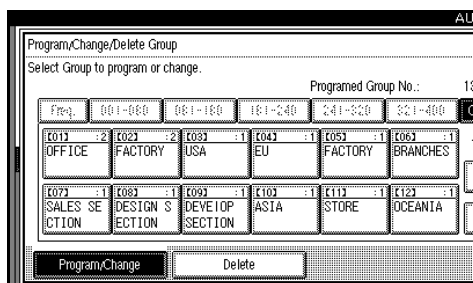 AU
Program/Change/Delete Group
Select Group to program or change.
Programed Group No.: 13
Freq. 001-080 081-160 161-240 241-320 321-400
[01] :2 [02] :2 [03] :1 [04] :1 [05] :1 [06] :1
OFFICE FACTORY USA EU FACTORY BRANCHES
[07] :1 [08] :1 [09] :1 [10] :1 [11] :1 [12] :1
SALES SE DESIGN S DEVEIOP ASIA STORE OCEANIA
CTION ECTION SECTION
Program/Change Delete